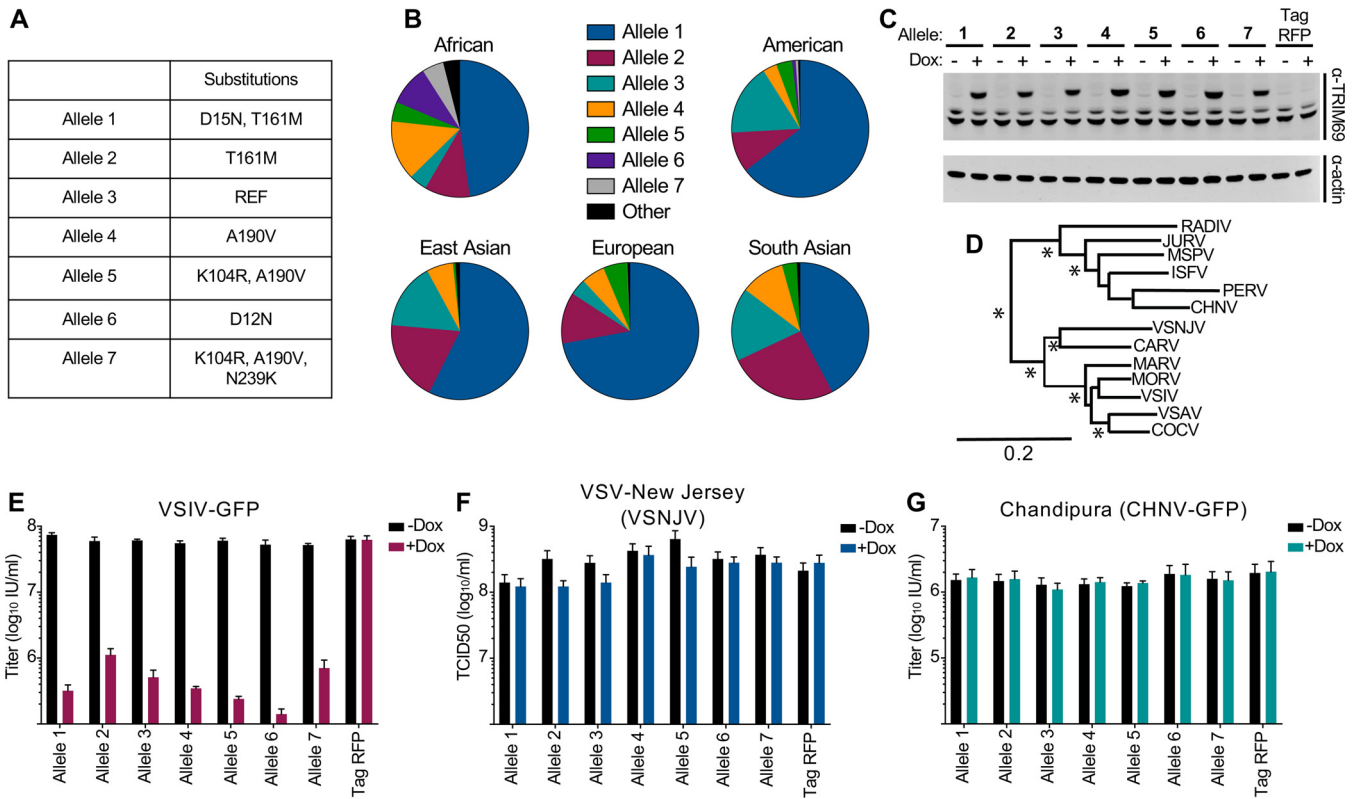 A
Substitutions
Allele 1 D15N, T161M
Allele 2 T161M
Allele 3 REF
Allele 4 A190V
Allele 5 K104R, A190V
Allele 6 D12N
Allele 7 K104R, A190V,
N239K
B
African
American
East Asian
European
South Asian
Allele 1
Allele 2
Allele 3
Allele 4
Allele 5
Allele 6
Allele 7
Other
C
Tag
RFP
Allele: 1 2 3 4 5 6 7
Dox: - + - + - + - + - + - + - + - +
α-TRIM69
α-actin
D
RADIV
JURV
MSPV
ISFV
PERV
CHNV
VSNJV
CARV
MARV
MORV
VSIV
VSAV
COCV
*
*
*
*
*
*
*
0.2
E
VSIV-GFP
-Dox
+Dox
Titer (log₁₀ IU/ml)
8
7
6
Allele 1
Allele 2
Allele 3
Allele 4
Allele 5
Allele 6
Allele 7
Tag RFP
F
VSV-New Jersey
(VSNJV)
-Dox
+Dox
TCID50 (log₁₀/ml)
9
8
7
Allele 1
Allele 2
Allele 3
Allele 4
Allele 5
Allele 6
Allele 7
Tag RFP
G
Chandipura (CHNV-GFP)
-Dox
+Dox
Titer (log₁₀ IU/ml)
7
6
5
Allele 1
Allele 2
Allele 3
Allele 4
Allele 5
Allele 6
Allele 7
Tag RFP